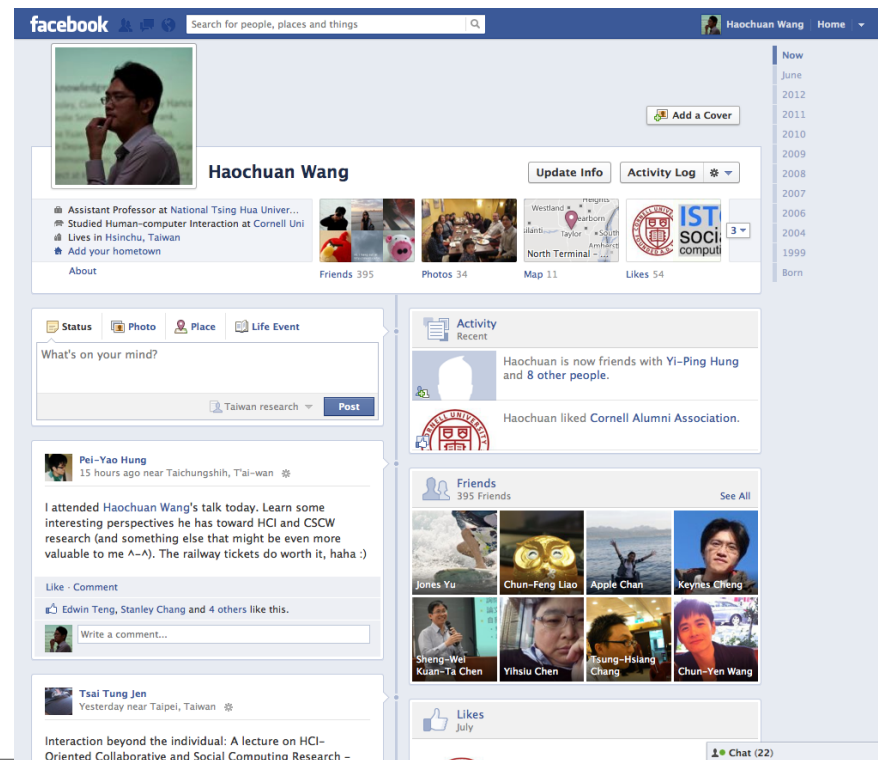 facebook
Search for people, places and things
Haochuan Wang
Home
Now
June
2012
2011
2010
2009
2008
2007
2006
2004
1999
Born
Add a Cover
Haochuan Wang
Update Info
Activity Log
Assistant Professor at National Tsing Hua Univer...
Studied Human-computer Interaction at Cornell Uni
Lives in Hsinchu, Taiwan
Add your hometown
About
Friends 395
Photos 34
Westland
Heights
Dearborn
Taylor
South
Amherst
North Terminal - ...
Map 11
IST
soci
computi
Likes 54
3
Status
Photo
Place
Life Event
What's on your mind?
Taiwan research
Post
Pei-Yao Hung
15 hours ago near Taichungshih, T'ai-wan
I attended Haochuan Wang's talk today. Learn some
interesting perspectives he has toward HCI and CSCW
research (and something else that might be even more
valuable to me ^-^). The railway tickets do worth it, haha :)
Like · Comment
Edwin Teng, Stanley Chang and 4 others like this.
Write a comment...
Tsai Tung Jen
Yesterday near Taipei, Taiwan
Interaction beyond the individual: A lecture on HCI-
Oriented Collaborative and Social Computing Research -
Activity
Recent
Haochuan is now friends with Yi-Ping Hung
and 8 other people.
Haochuan liked Cornell Alumni Association.
Friends
395 Friends
See All
Jones Yu
Chun-Feng Liao
Apple Chan
Keynes Cheng
Sheng-Wei
Kuan-Ta Chen
Yihsiu Chen
Tsung-Hsiang
Chang
Chun-Yen Wang
Likes
July
Chat (22)